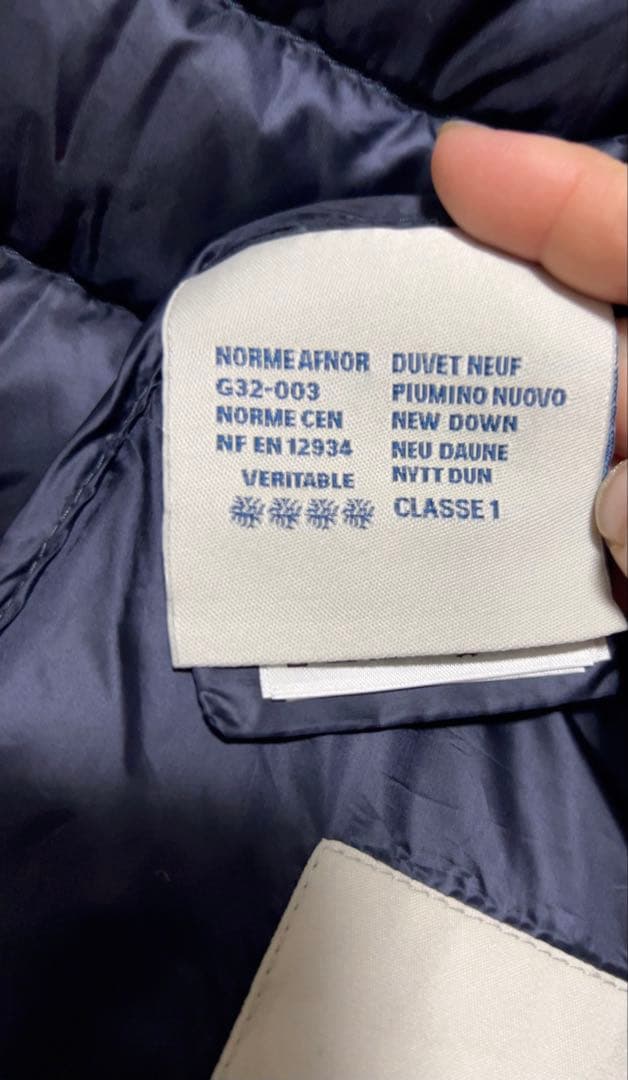 NORME AFNOR
G32-003
NORME CEN
NF EN 12934
VERITABLE
DUVET NEUF
PIUMINO NUOVO
NEW DOWN
NEU DAUNE
NYTT DUN
CLASSE 1